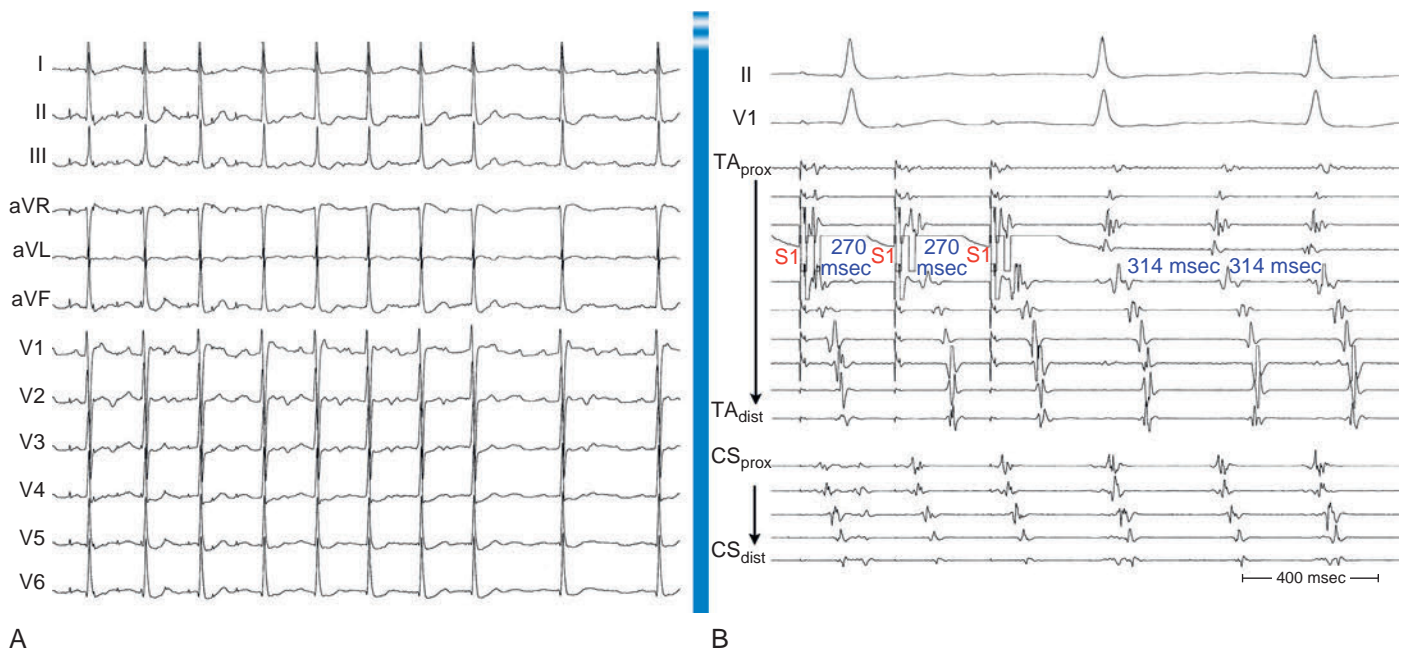 I
II
III
aVR
aVL
aVF
V1
V2
V3
V4
V5
V6
A
II
V1
TAprox
S1 270 msec S1 270 msec S1
314 msec 314 msec
TAdist
CSprox
CSdist
400 msec
B